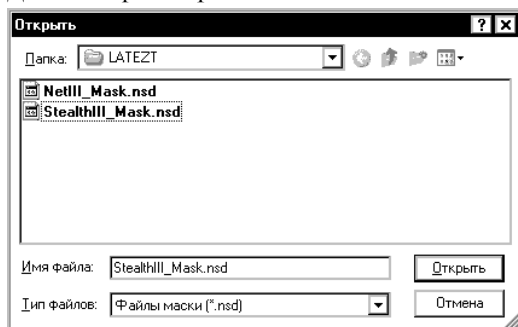 Открыть
Папка: LATEZT
NetIII_Mask.nsd
StealthIII_Mask.nsd
Имя файла: StealthIII_Mask.nsd Открыть
Тип файлов: Файлы маски (*.nsd) Отмена